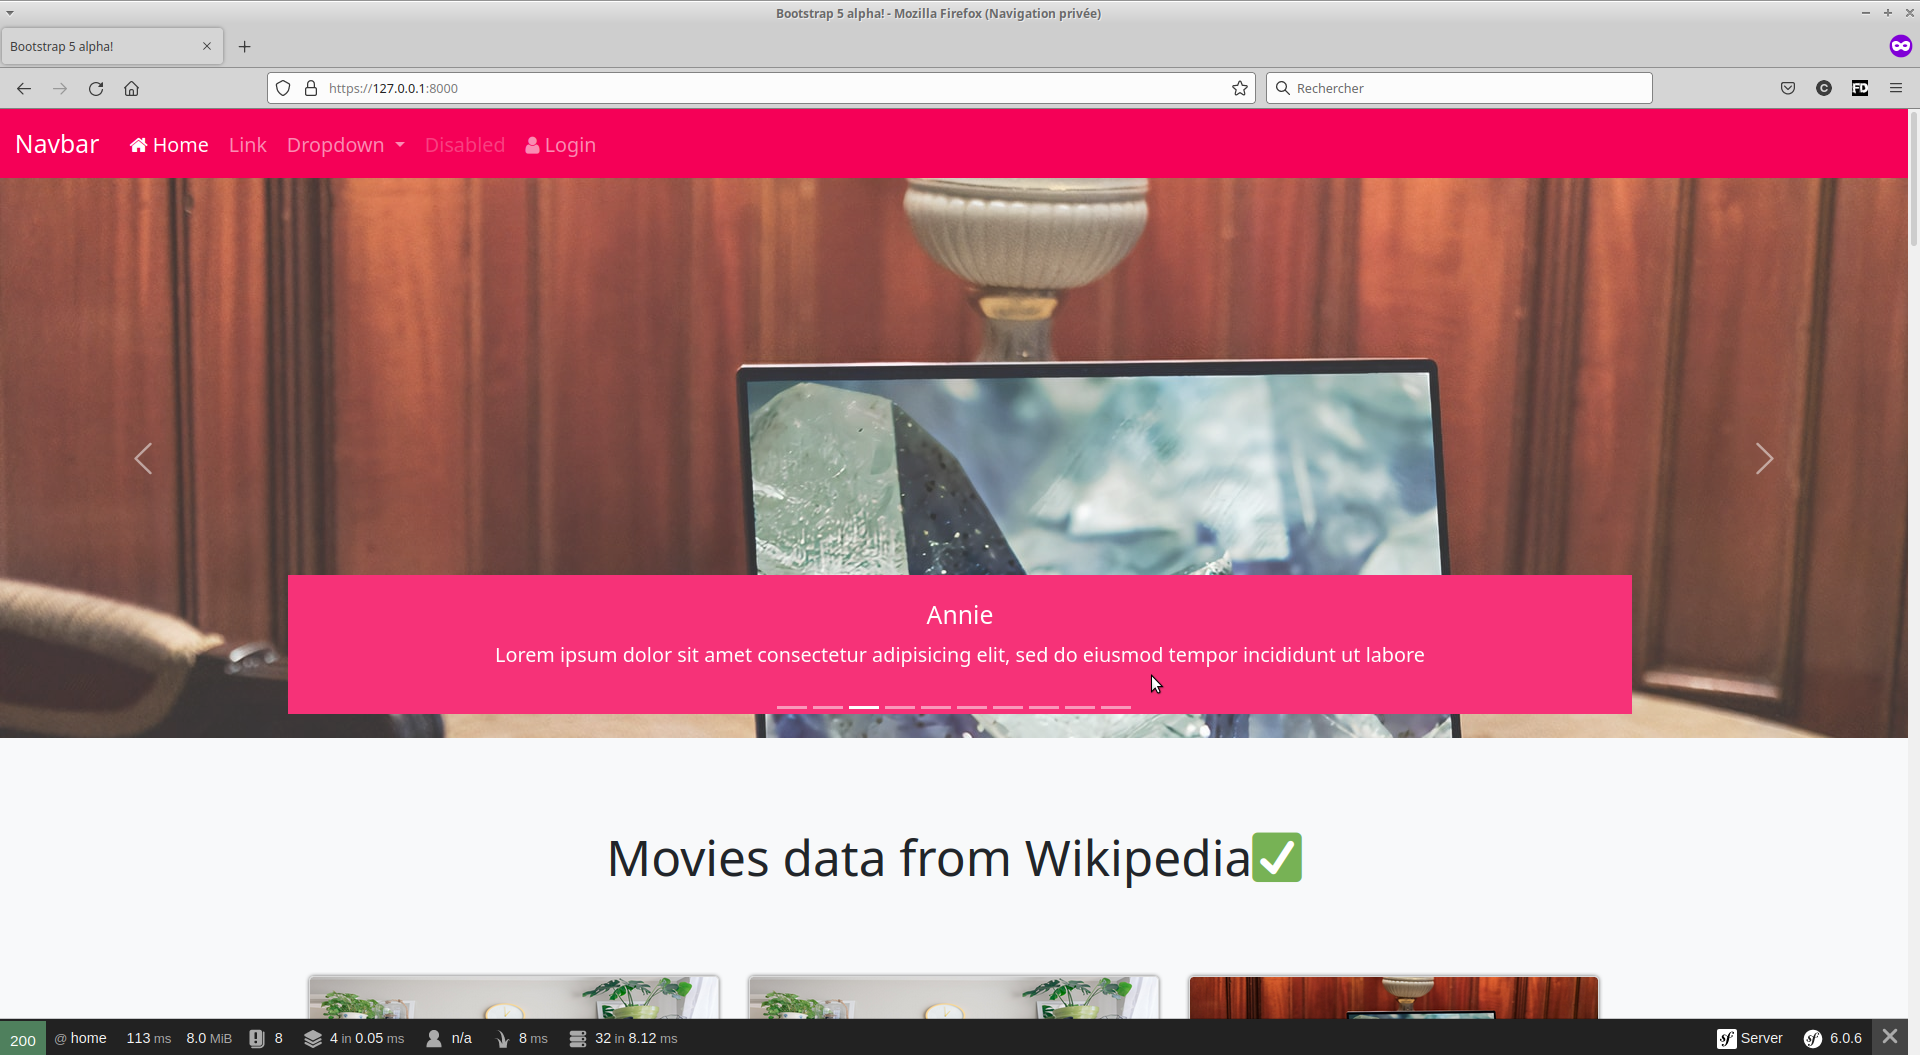 Bootstrap 5 alpha! - Mozilla Firefox (Navigation privée)
Bootstrap 5 alpha!
https://127.0.0.1:8000
Rechercher
C
FD
Navbar Home Link Dropdown Disabled Login
Annie
Lorem ipsum dolor sit amet consectetur adipisicing elit, sed do eiusmod tempor incididunt ut labore
Movies data from Wikipedia✅
200 @ home 113 ms 8.0 MiB 8 4 in 0.05 ms n/a 8 ms 32 in 8.12 ms sf Server sf 6.0.6